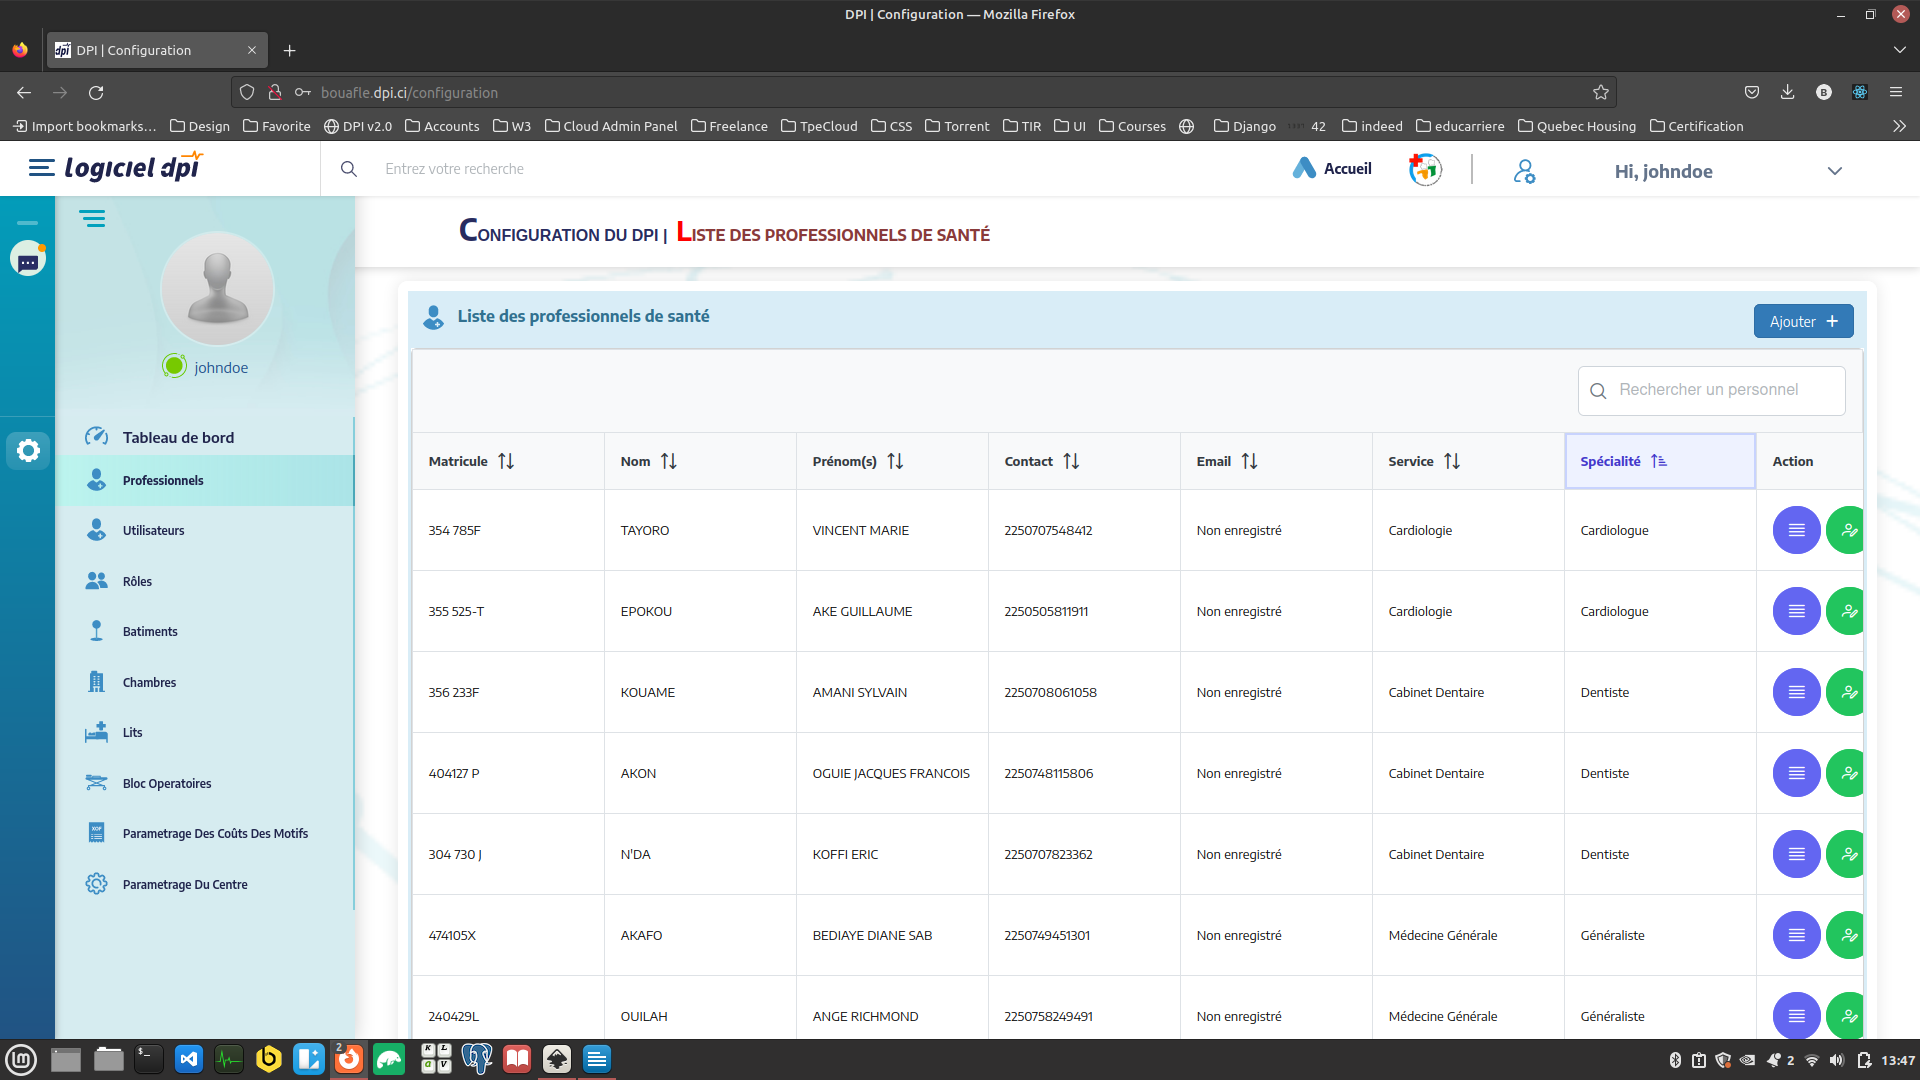 DPI | Configuration — Mozilla Firefox
DPI | Configuration
bouafle.dpi.ci/configuration
Import bookmarks... Design Favorite DPI v2.0 Accounts W3 Cloud Admin Panel Freelance TpeCloud CSS Torrent TIR UI Courses Django 42 indeed educarriere Quebec Housing Certification
Logiciel dpi
Entrez votre recherche
Accueil
Hi, johndoe
CONFIGURATION DU DPI | LISTE DES PROFESSIONNELS DE SANTÉ
johndoe
Tableau de bord
Professionnels
Utilisateurs
Rôles
Batiments
Chambres
Lits
Bloc Operatoires
Parametrage Des Coûts Des Motifs
Parametrage Du Centre
Liste des professionnels de santé
Ajouter +
Rechercher un personnel
Matricule Nom Prénom(s) Contact Email Service Spécialité Action
354 785F TAYORO VINCENT MARIE 2250707548412 Non enregistré Cardiologie Cardiologue
355 525-T EPOKOU AKE GUILLAUME 2250505811911 Non enregistré Cardiologie Cardiologue
356 233F KOUAME AMANI SYLVAIN 2250708061058 Non enregistré Cabinet Dentaire Dentiste
404127 P AKON OGUIE JACQUES FRANCOIS 2250748115806 Non enregistré Cabinet Dentaire Dentiste
304 730 J N'DA KOFFI ERIC 2250707823362 Non enregistré Cabinet Dentaire Dentiste
474105X AKAFO BEDIAYE DIANE SAB 2250749451301 Non enregistré Médecine Générale Généraliste
240429L OUILAH ANGE RICHMOND 2250758249491 Non enregistré Médecine Générale Généraliste
2
2 13:47